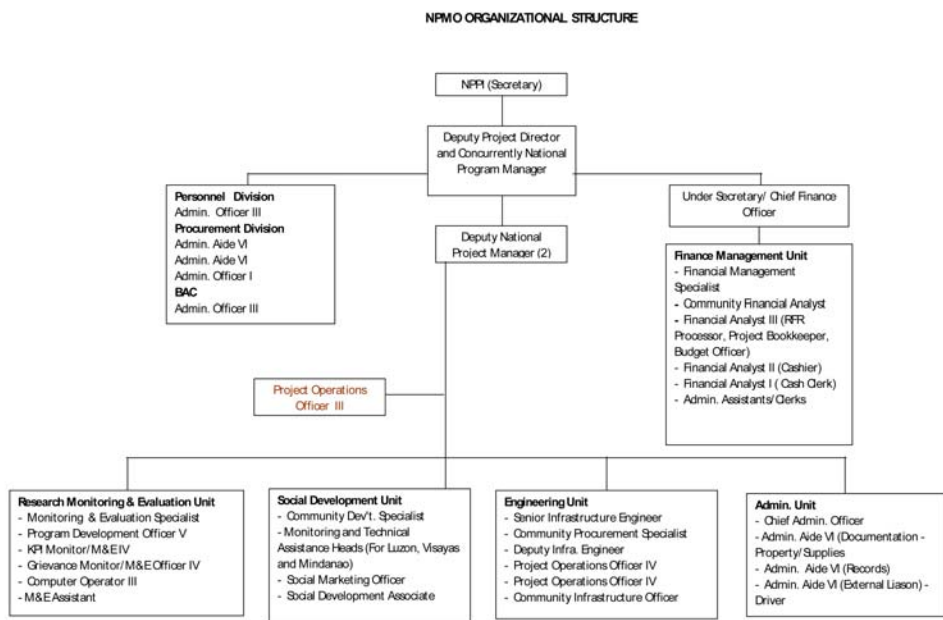 NPMO ORGANIZATIONAL STRUCTURE
NPPI (Secretary)
Deputy Project Director
and Concurrently National
Program Manager
Personnel Division
Admin. Officer III
Procurement Division
Admin. Aide VI
Admin. Aide VI
Admin. Officer I
BAC
Admin. Officer III
Deputy National
Project Manager (2)
Under Secretary/ Chief Finance
Officer
Finance Management Unit
- Financial Management
Specialist
- Community Financial Analyst
- Financial Analyst III (RFR
Processor, Project Bookkeeper,
Budget Officer)
- Financial Analyst II (Cashier)
- Financial Analyst I ( Cash Clerk)
- Admin. Assistants/ Clerks
Project Operations
Officer III
Research Monitoring & Evaluation Unit
- Monitoring & Evaluation Specialist
- Program Development Officer V
- KPI Monitor/ M&E IV
- Grievance Monitor/ M&E Officer IV
- Computer Operator III
- M&E Assistant
Social Development Unit
- Community Dev't. Specialist
- Monitoring and Technical
Assistance Heads (For Luzon, Visayas
and Mindanao)
- Social Marketing Officer
- Social Development Associate
Engineering Unit
- Senior Infrastructure Engineer
- Community Procurement Specialist
- Deputy Infra. Engineer
- Project Operations Officer IV
- Project Operations Officer IV
- Community Infrastructure Officer
Admin. Unit
- Chief Admin. Officer
- Admin. Aide VI (Documentation -
Property/ Supplies
- Admin. Aide VI (Records)
- Admin. Aide VI (External Liason) -
Driver